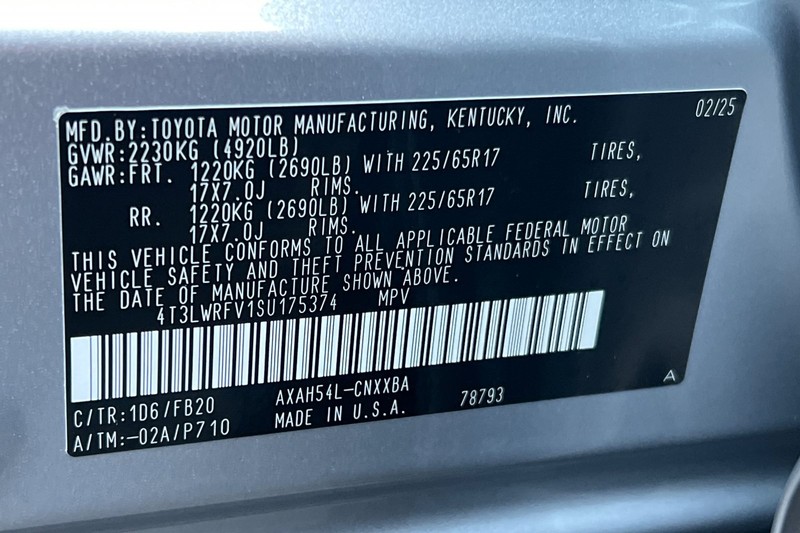 MFD.BY:TOYOTA MOTOR MANUFACTURING, KENTUCKY, INC. 02/25
GVWR:2230KG (4920LB)
GAWR:FRT. 1220KG (2690LB) WITH 225/65R17 TIRES,
17X7.0J RIMS.
RR. 1220KG (2690LB) WITH 225/65R17 TIRES,
17X7.0J RIMS.
THIS VEHICLE CONFORMS TO ALL APPLICABLE FEDERAL MOTOR
VEHICLE SAFETY AND THEFT PREVENTION STANDARDS IN EFFECT ON
THE DATE OF MANUFACTURE SHOWN ABOVE.
4T3LWRFV1SU175374 MPV
C/TR:1D6/FB20 AXAH54L-CNXXBA 78793 A
A/TM:-02A/P710 MADE IN U.S.A.